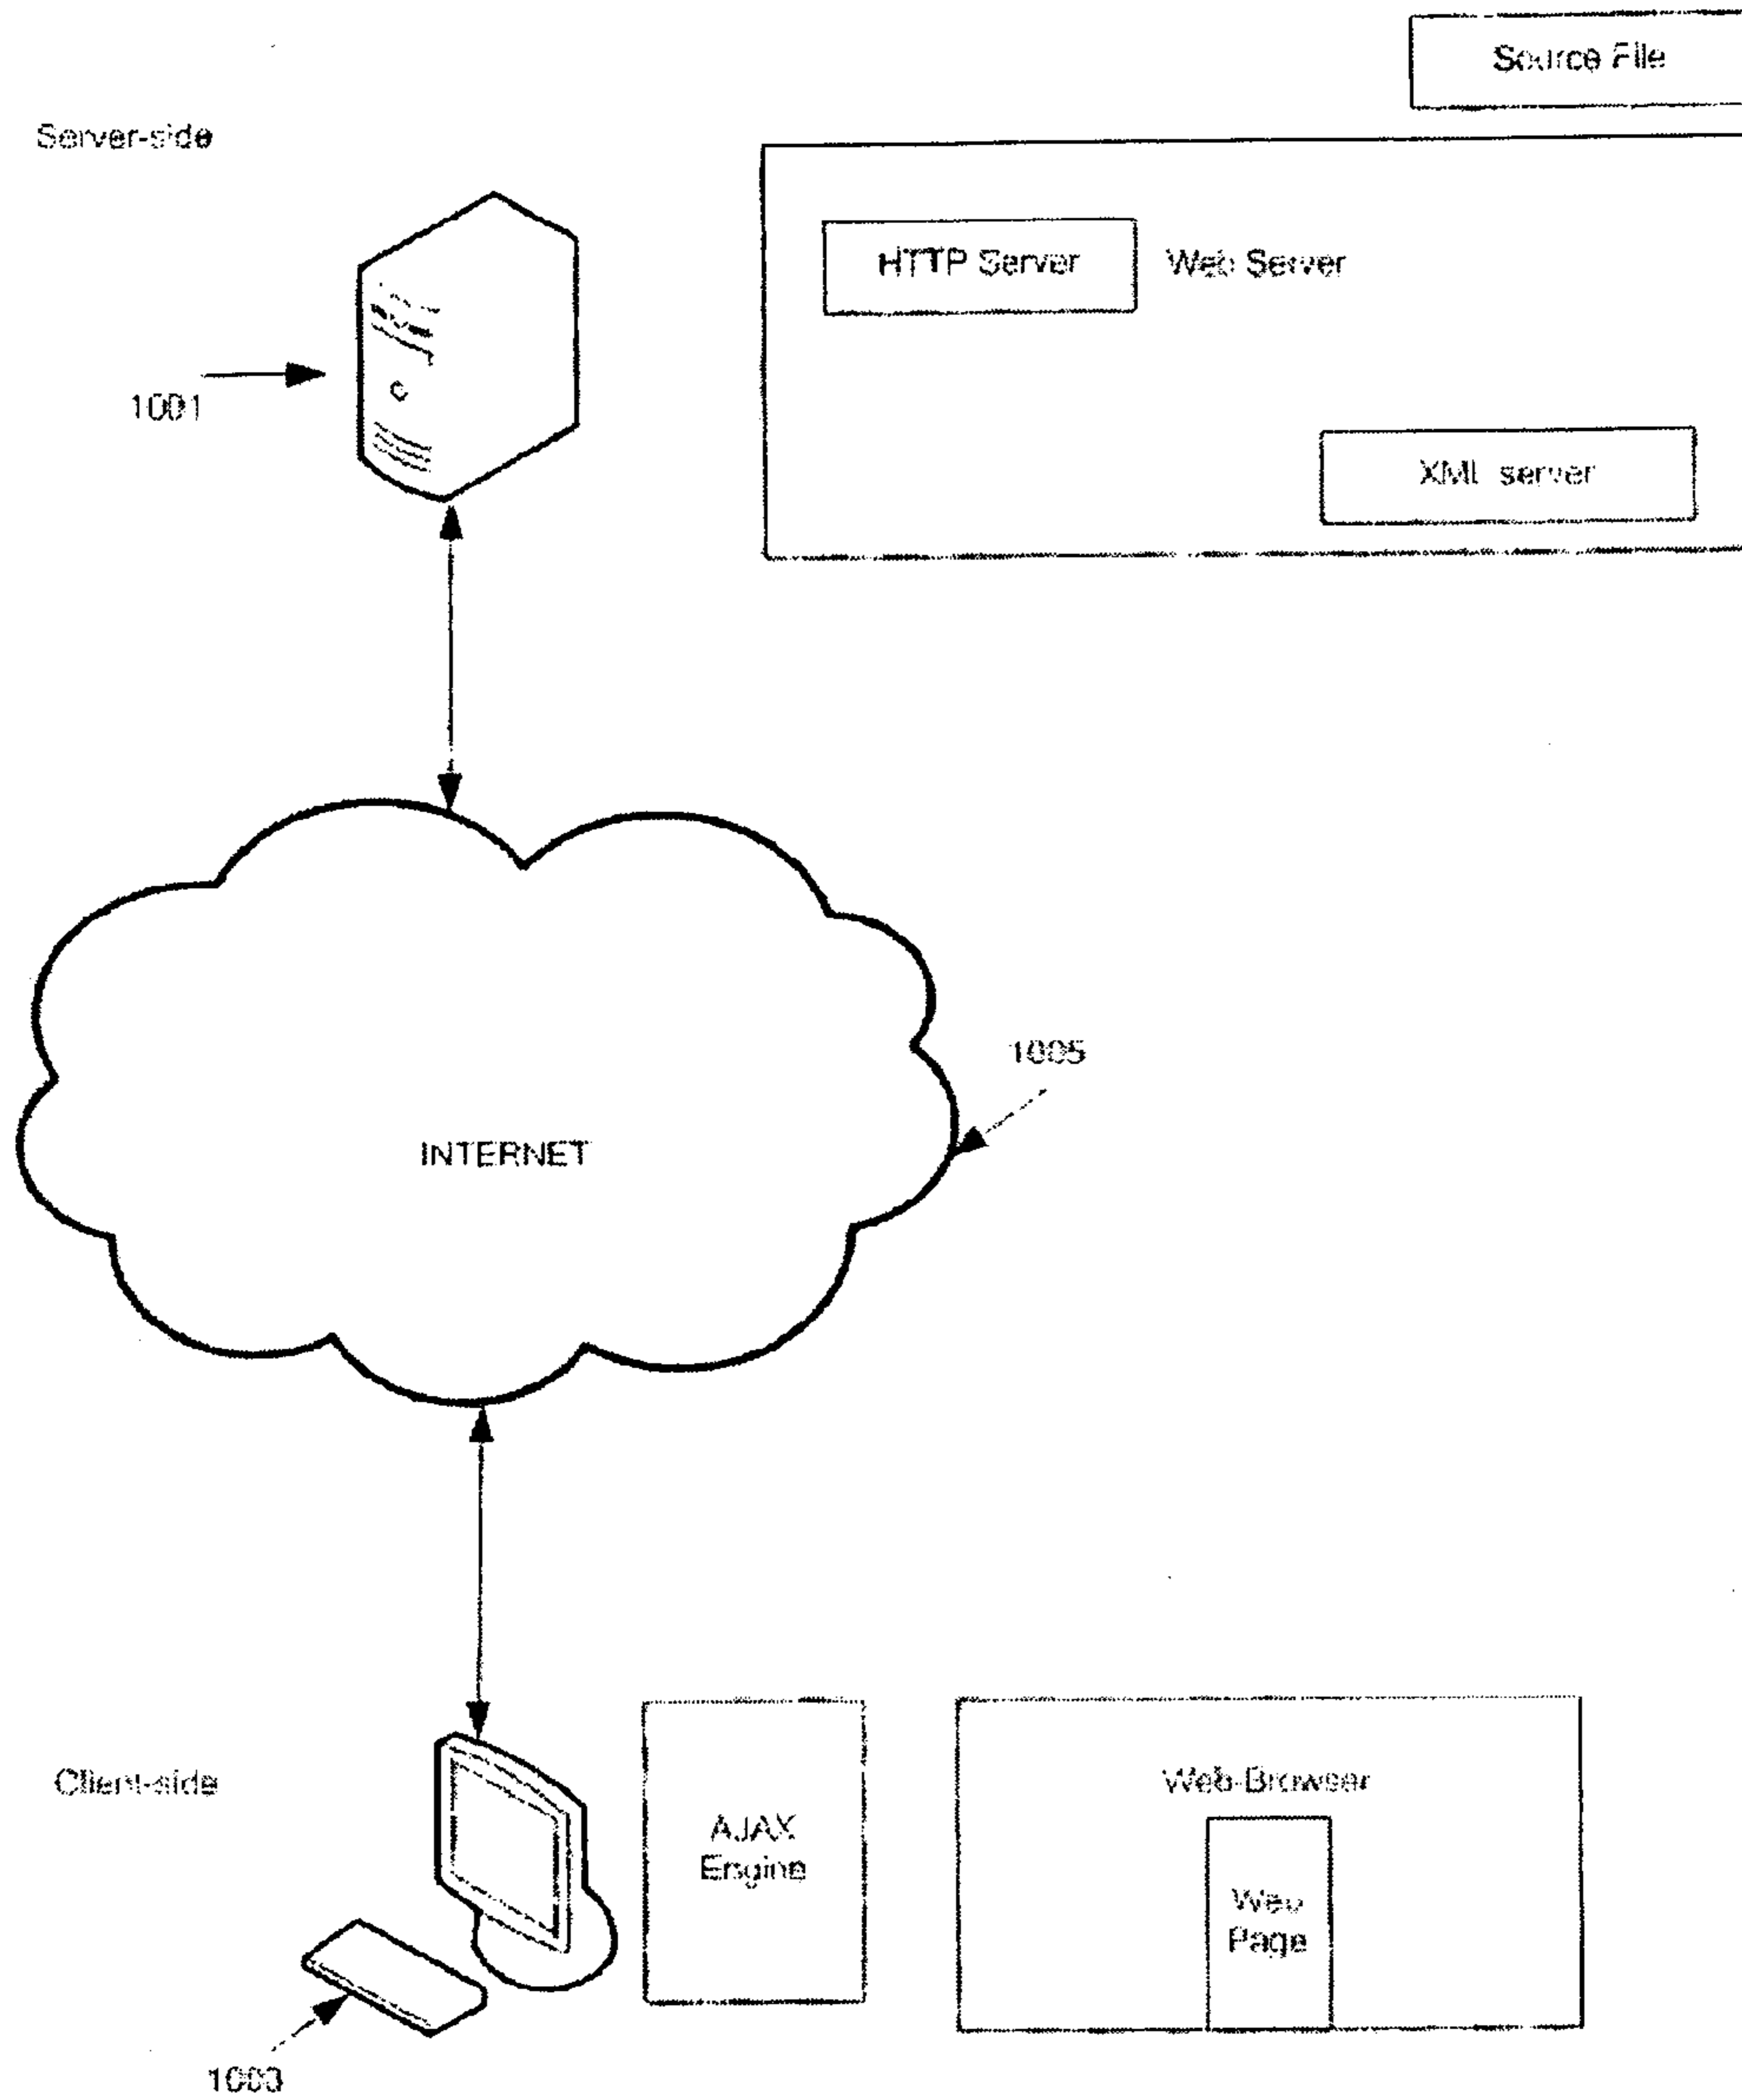 Source File
Server-side
HTTP Server
Web Server
1001
XML server
1005
INTERNET
Client-side
Web-Browser
AJAX
Engine
Web
Page
1003